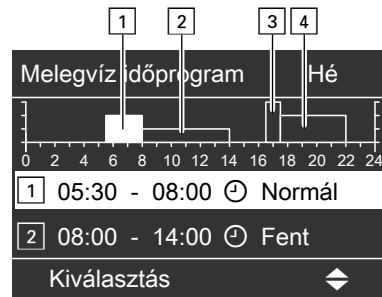 1 2 3 4
Melegvíz időprogram Hé
0 2 4 6 8 10 12 14 16 18 20 22 24
1 05:30 - 08:00 Normál
2 08:00 - 14:00 Fent
Kiválasztás